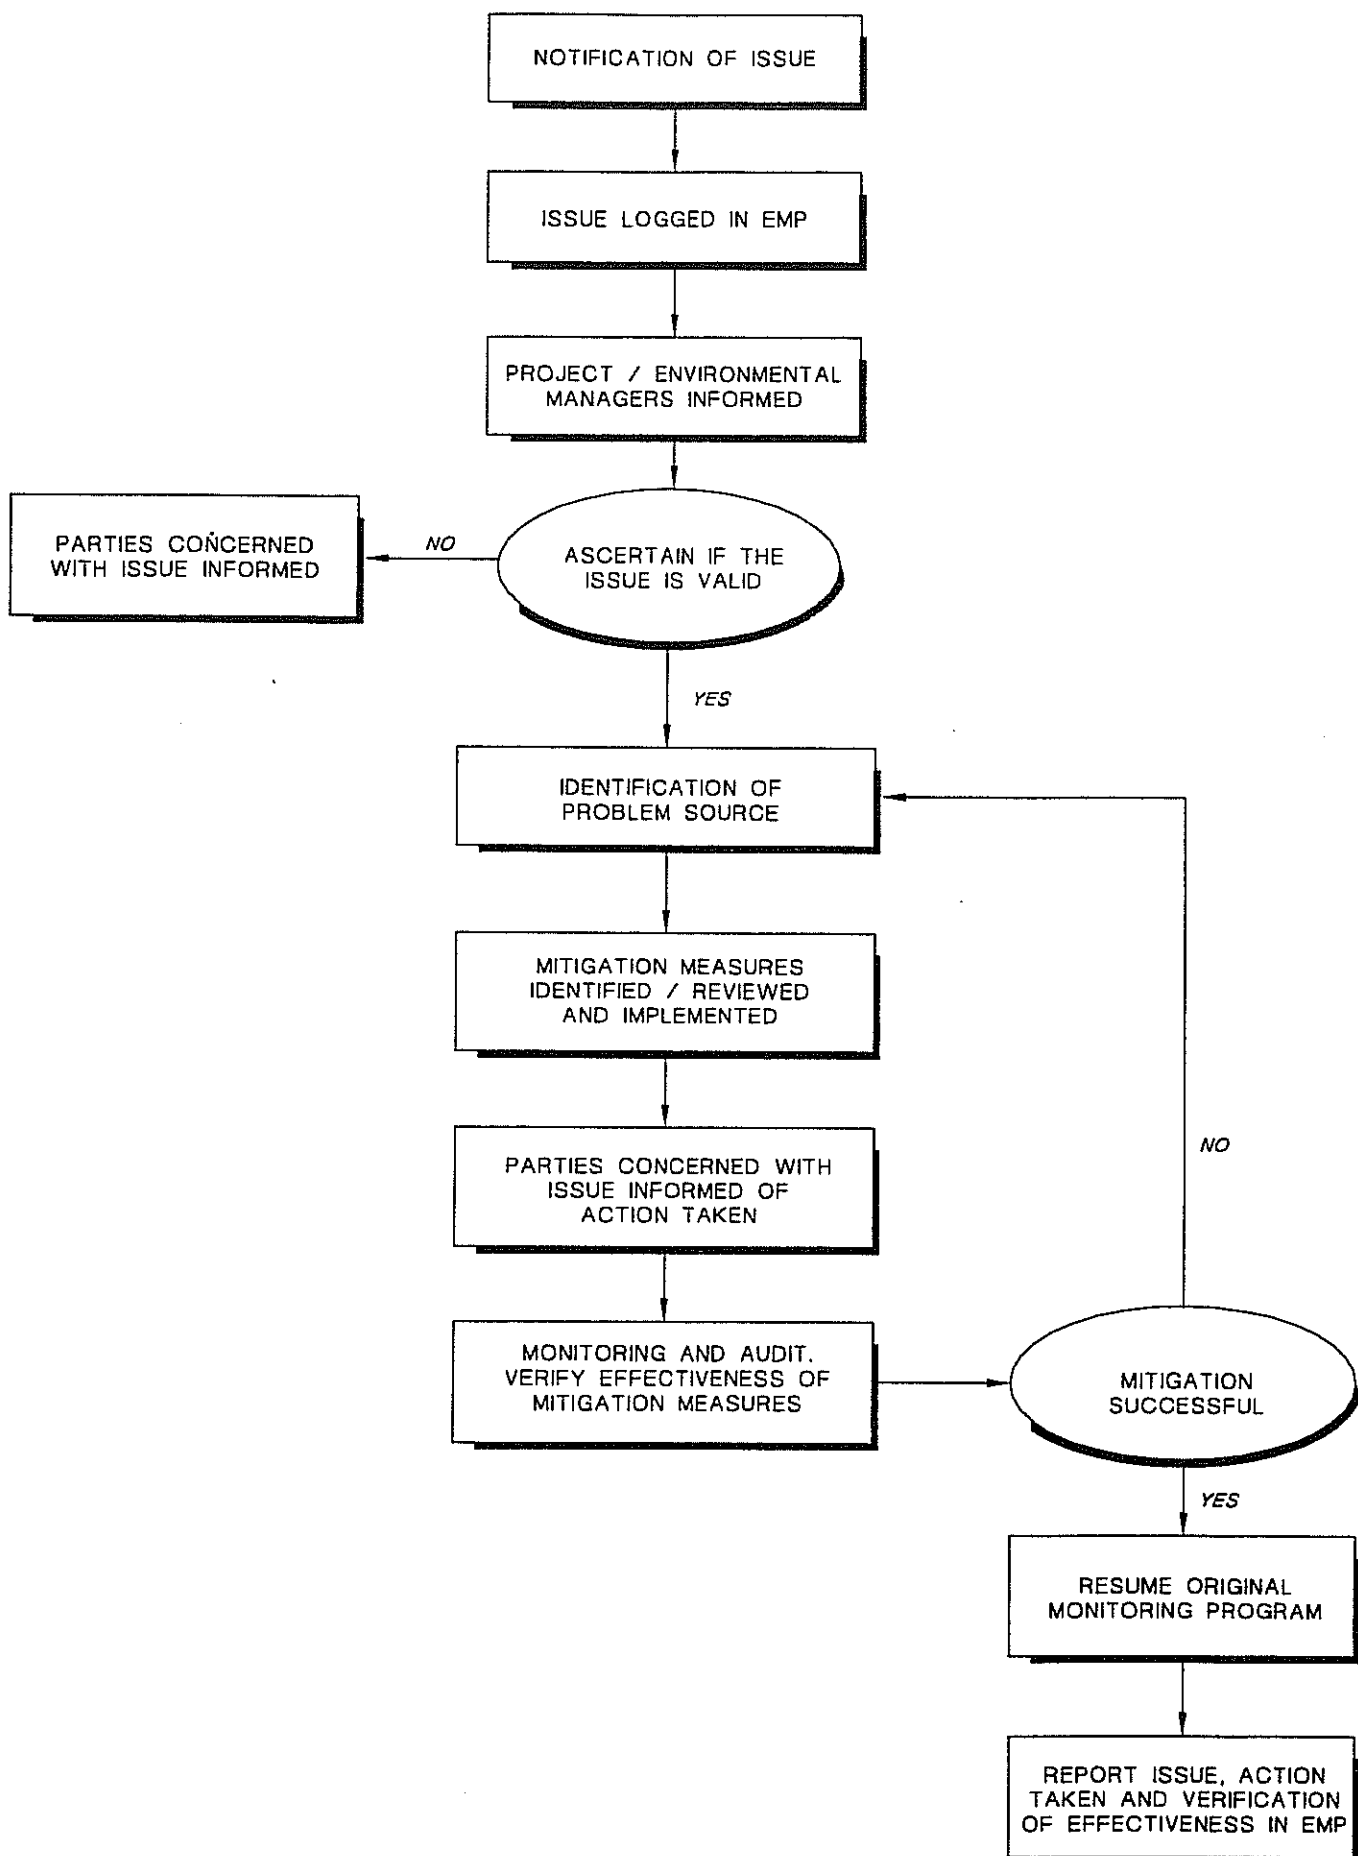 NOTIFICATION OF ISSUE
ISSUE LOGGED IN EMP
PROJECT / ENVIRONMENTAL
MANAGERS INFORMED
ASCERTAIN IF THE
ISSUE IS VALID
NO
PARTIES CONCERNED
WITH ISSUE INFORMED
YES
IDENTIFICATION OF
PROBLEM SOURCE
MITIGATION MEASURES
IDENTIFIED / REVIEWED
AND IMPLEMENTED
PARTIES CONCERNED WITH
ISSUE INFORMED OF
ACTION TAKEN
MONITORING AND AUDIT.
VERIFY EFFECTIVENESS OF
MITIGATION MEASURES
MITIGATION
SUCCESSFUL
NO
YES
RESUME ORIGINAL
MONITORING PROGRAM
REPORT ISSUE, ACTION
TAKEN AND VERIFICATION
OF EFFECTIVENESS IN EMP